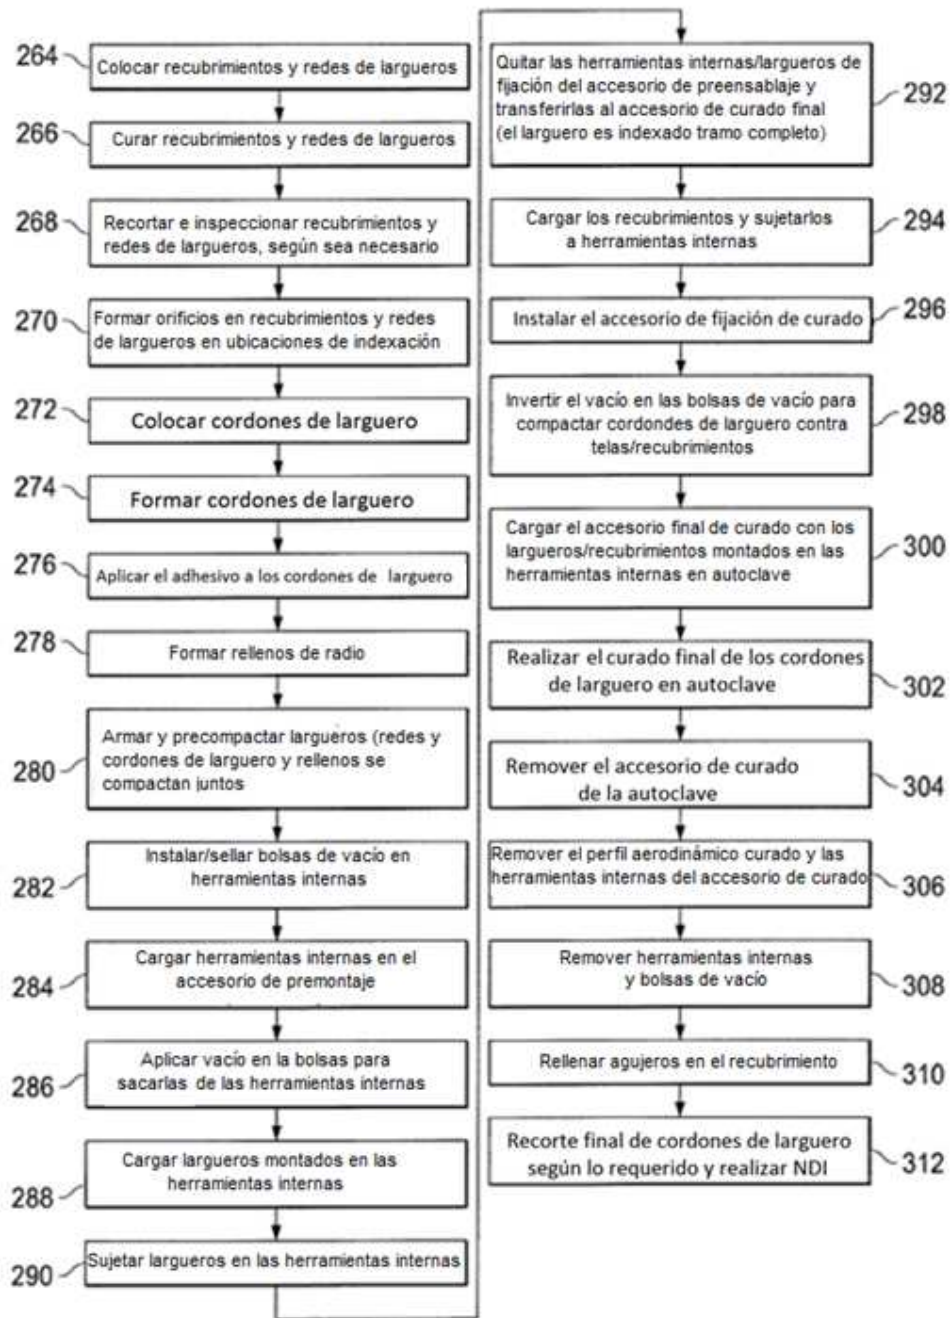 264
Colocar recubrimientos y redes de largueros
266
Curar recubrimientos y redes de largueros
268
Recortar e inspeccionar recubrimientos y
redes de largueros, según sea necesario
270
Formar orificios en recubrimientos y redes
de largueros en ubicaciones de indexación
272
Colocar cordones de larguero
274
Formar cordones de larguero
276
Aplicar el adhesivo a los cordones de larguero
278
Formar rellenos de radio
280
Armar y precompactar largueros (redes y
cordones de larguero y rellenos se
compactan juntos
282
Instalar/sellar bolsas de vacío en
herramientas internas
284
Cargar herramientas internas en el
accesorio de premontaje
286
Aplicar vacío en la bolsas para
sacarlas de las herramientas internas
288
Cargar largueros montados en las
herramientas internas
290
Sujetar largueros en las herramientas internas
Quitar las herramientas internas/largueros de
fijación del accesorio de preensablaje y
transferirlas al accesorio de curado final
(el larguero es indexado tramo completo)
292
Cargar los recubrimientos y sujetarlos
a herramientas internas
294
Instalar el accesorio de fijación de curado
296
Invertir el vacío en las bolsas de vacío para
compactar cordondes de larguero contra
telas/recubrimientos
298
Cargar el accesorio final de curado con los
largueros/recubrimientos montados en las
herramientas internas en autoclave
300
Realizar el curado final de los cordones
de larguero en autoclave
302
Remover el accesorio de curado
de la autoclave
304
Remover el perfil aerodinámico curado y las
herramientas internas del accesorio de curado
306
Remover herramientas internas
y bolsas de vacío
308
Rellenar agujeros en el recubrimiento
310
Recorte final de cordones de larguero
según lo requerido y realizar NDI
312